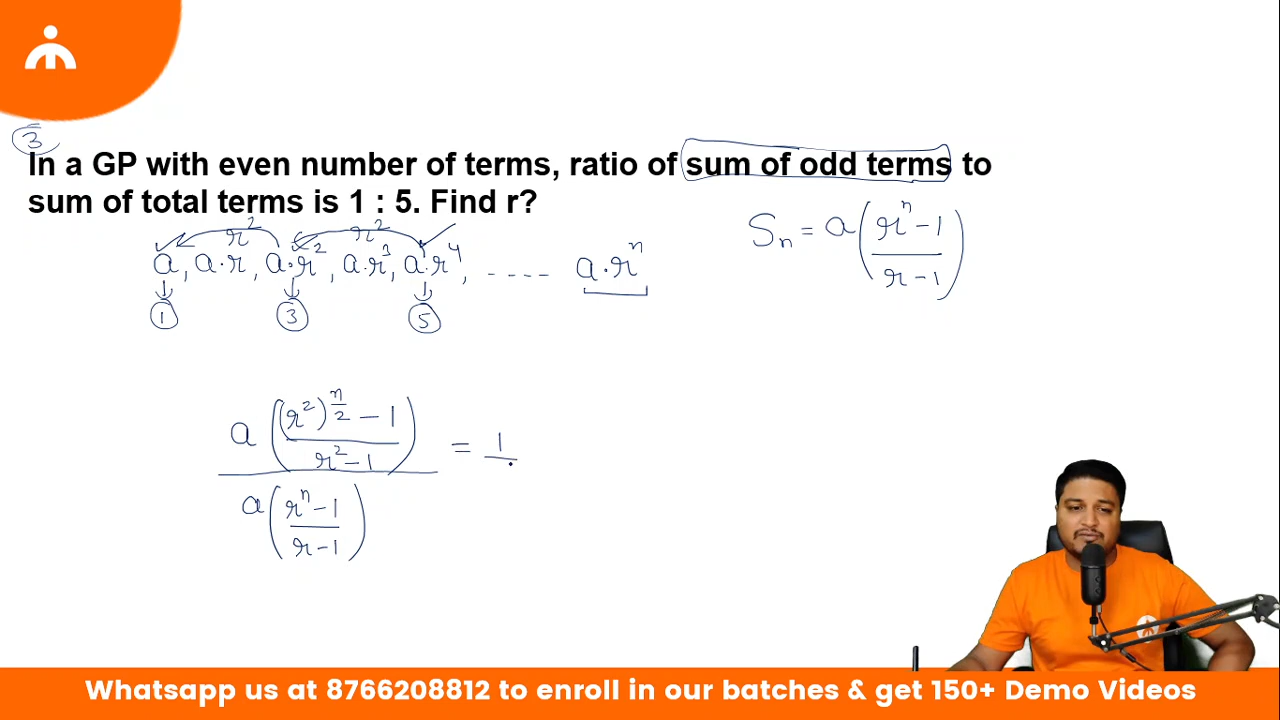 3
In a GP with even number of terms, ratio of sum of odd terms to
sum of total terms is 1 : 5. Find r?
r² r²
a, a·r, a·r², a·r³, a·r⁴, ---- a·rⁿ
1 3 5
Sₙ = a((rⁿ-1)/(r-1))
a(((r²)^(n/2) - 1)/(r²-1)) / a((rⁿ-1)/(r-1)) = 1
Whatsapp us at 8766208812 to enroll in our batches & get 150+ Demo Videos